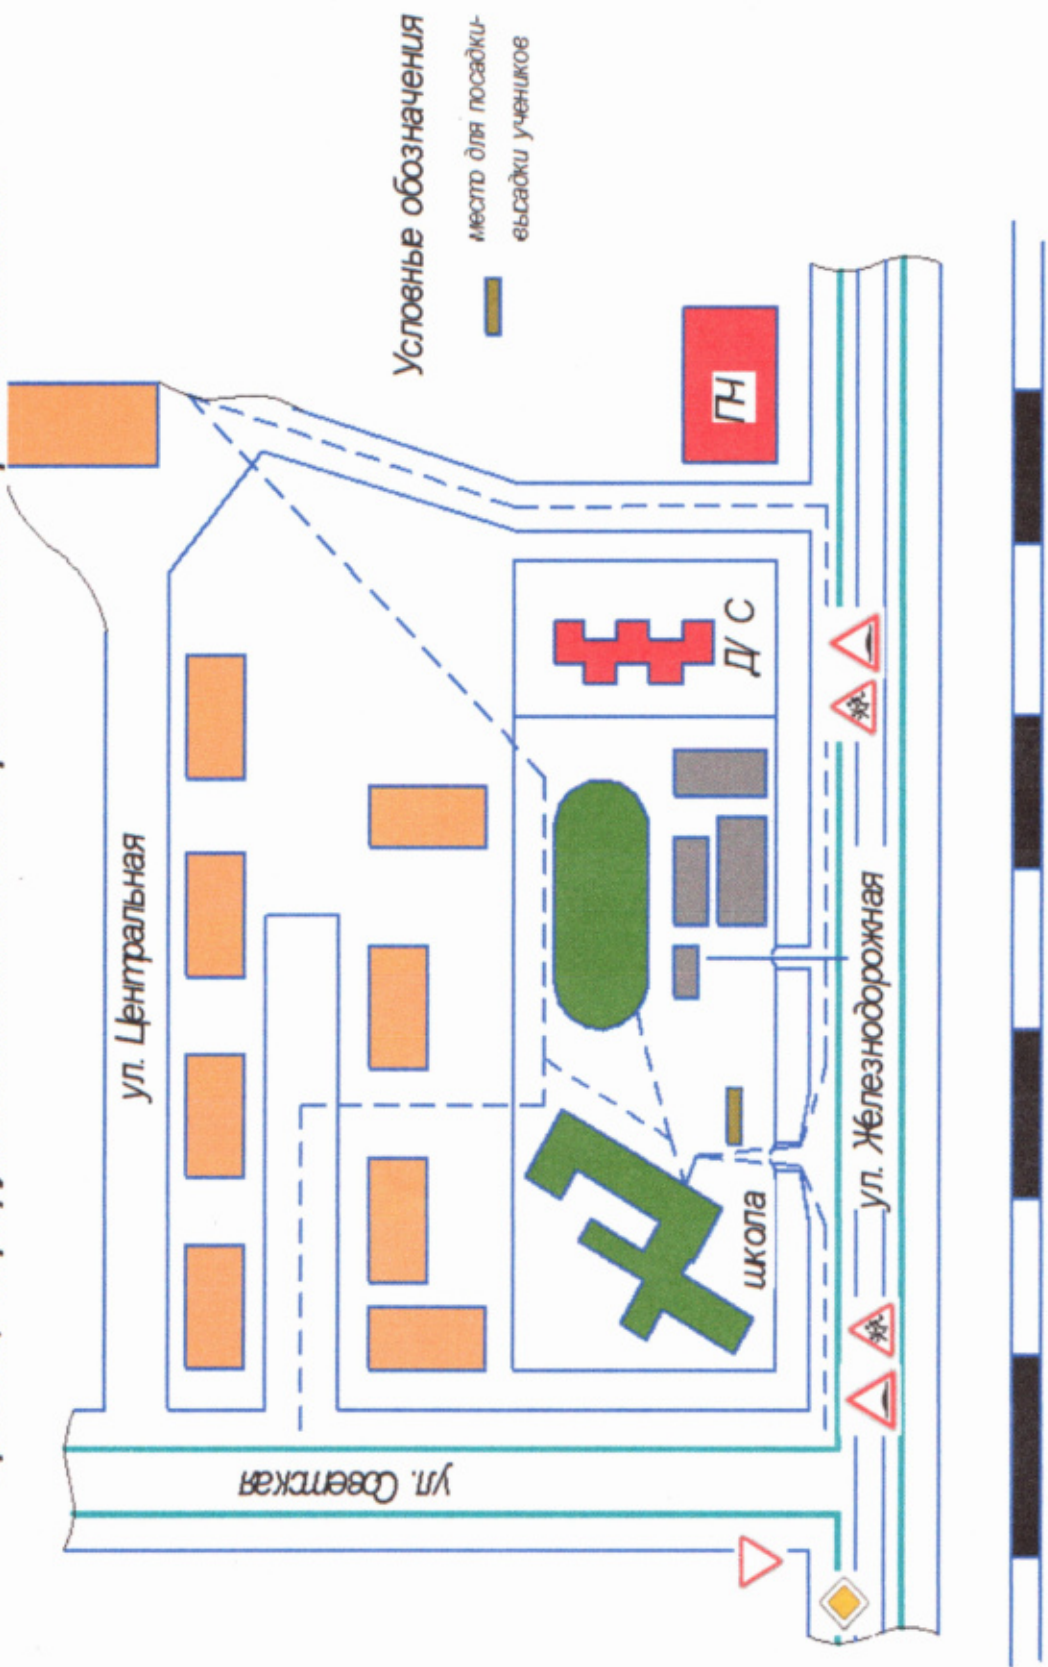 Условные обозначения
место для посадки-
высадки учеников
ул. Центральная
ул. Советская
ПЧ
Д/ С
школа
ул. Железнодорожная